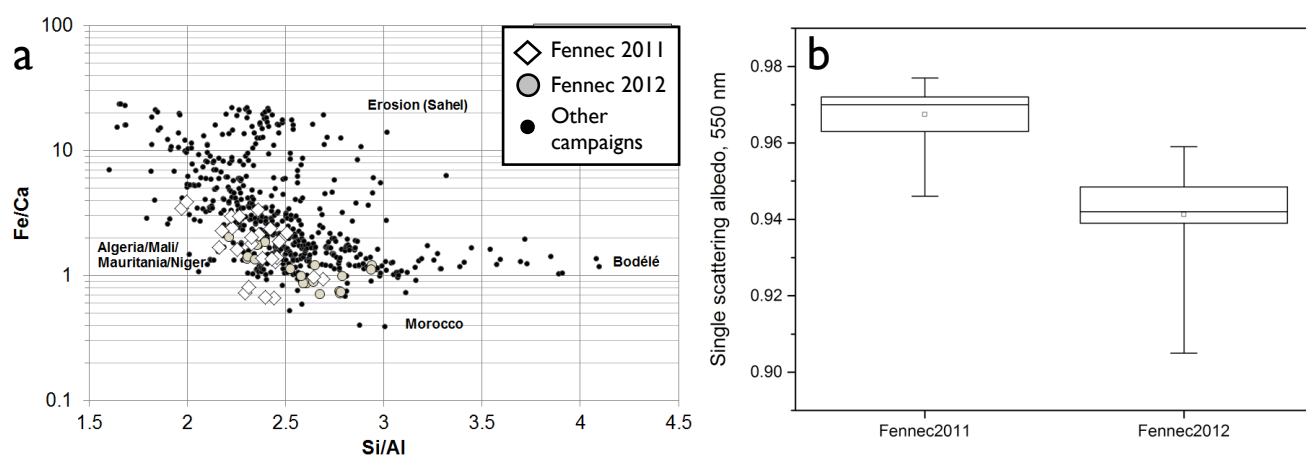 a
100
10
1
0.1
Fe/Ca
1.5
2
2.5
3
3.5
4
4.5
Si/Al
Fennec 2011
Fennec 2012
Other
campaigns
Erosion (Sahel)
Algeria/Mali/
Mauritania/Niger
Bodélé
Morocco
b
0.98
0.96
0.94
0.92
0.90
Single scattering albedo, 550 nm
Fennec2011
Fennec2012